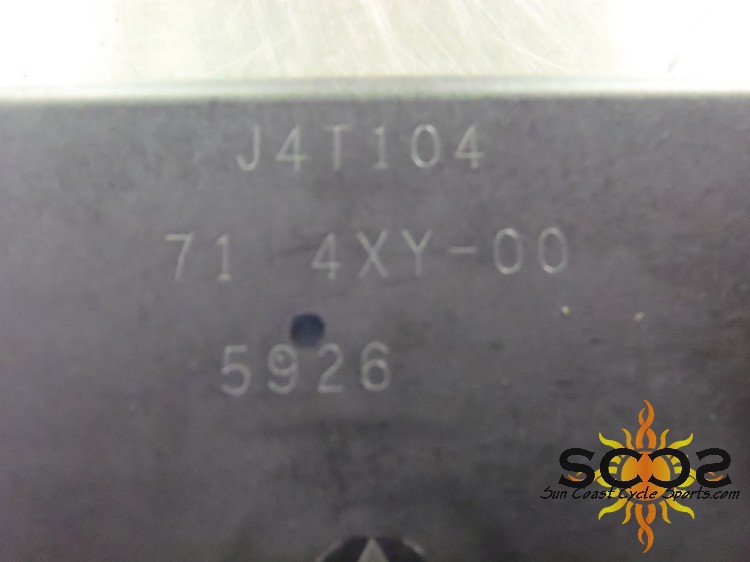 J4T104
71 4XY-00
5926
SCCS
Sun Coast Cycle Sports.com